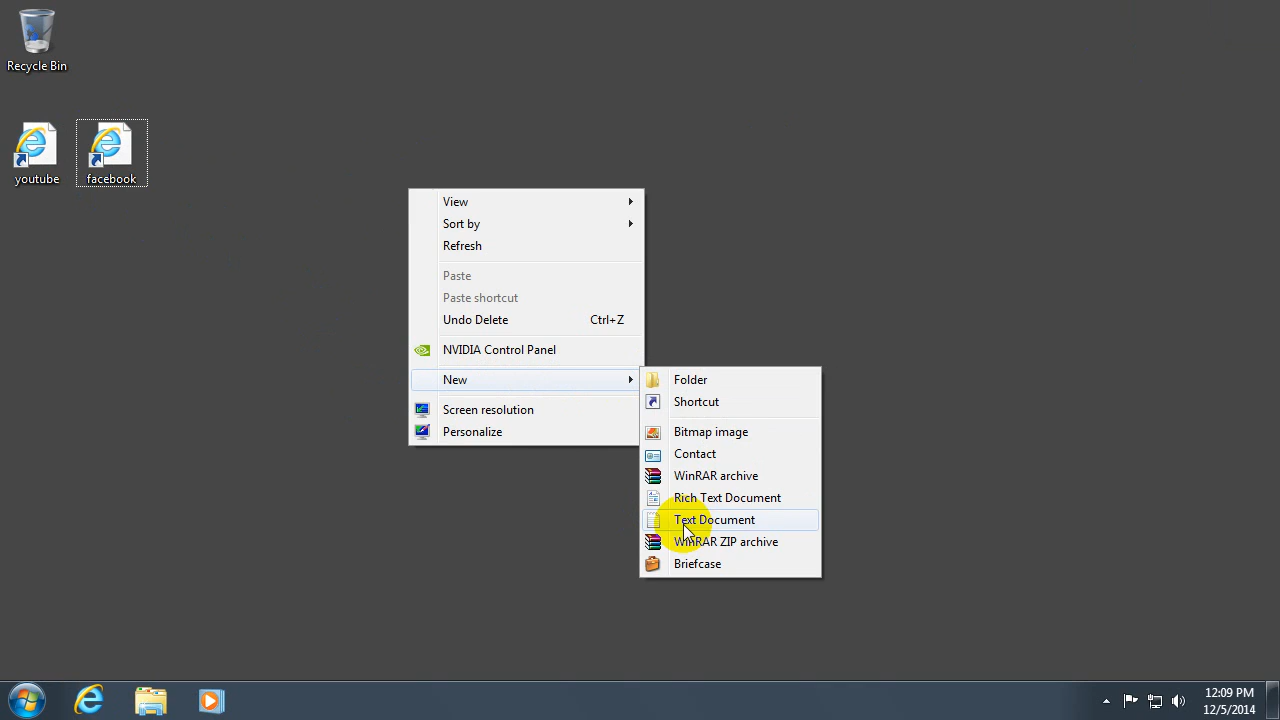 Recycle Bin
youtube
facebook
View
Sort by
Refresh
Paste
Paste shortcut
Undo Delete Ctrl+Z
NVIDIA Control Panel
New
Screen resolution
Personalize
Folder
Shortcut
Bitmap image
Contact
WinRAR archive
Rich Text Document
Text Document
WinRAR ZIP archive
Briefcase
12:09 PM
12/5/2014